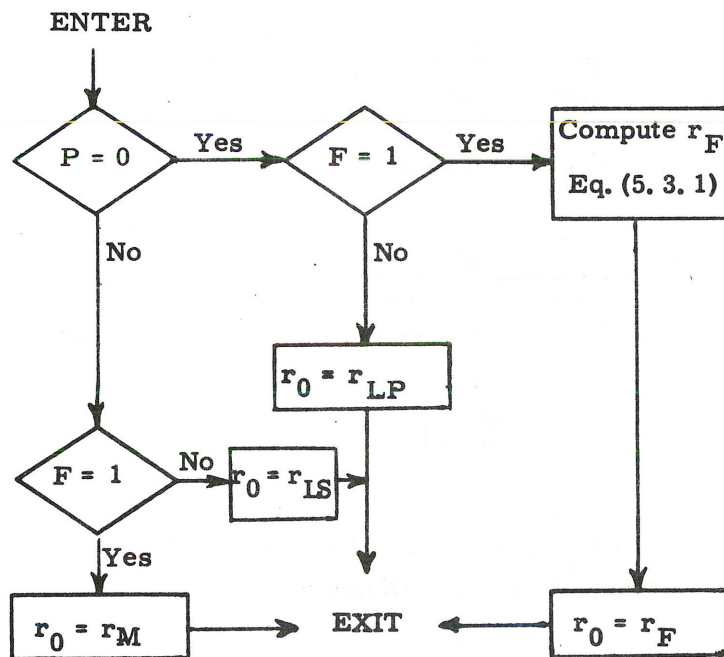 ENTER
P = 0
Yes
F = 1
Yes
Compute r_F
Eq. (5. 3. 1)
No
No
r_0 = r_LP
F = 1
No
r_0 = r_LS
Yes
r_0 = r_M
EXIT
r_0 = r_F